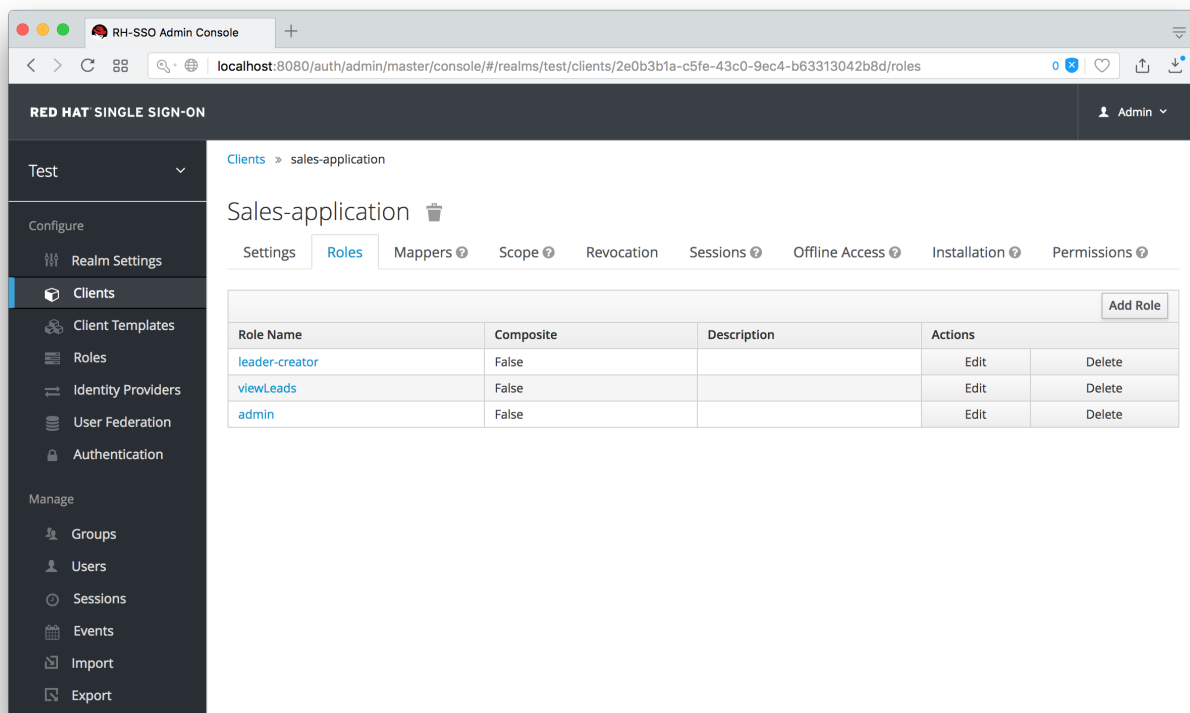 RH-SSO Admin Console
localhost:8080/auth/admin/master/console/#/realms/test/clients/2e0b3b1a-c5fe-43c0-9ec4-b63313042b8d/roles 0
RED HAT SINGLE SIGN-ON Admin
Test
Configure
Realm Settings
Clients
Client Templates
Roles
Identity Providers
User Federation
Authentication
Manage
Groups
Users
Sessions
Events
Import
Export
Clients » sales-application
Sales-application
Settings Roles Mappers Scope Revocation Sessions Offline Access Installation Permissions
Add Role
Role Name Composite Description Actions
leader-creator False Edit Delete
viewLeads False Edit Delete
admin False Edit Delete